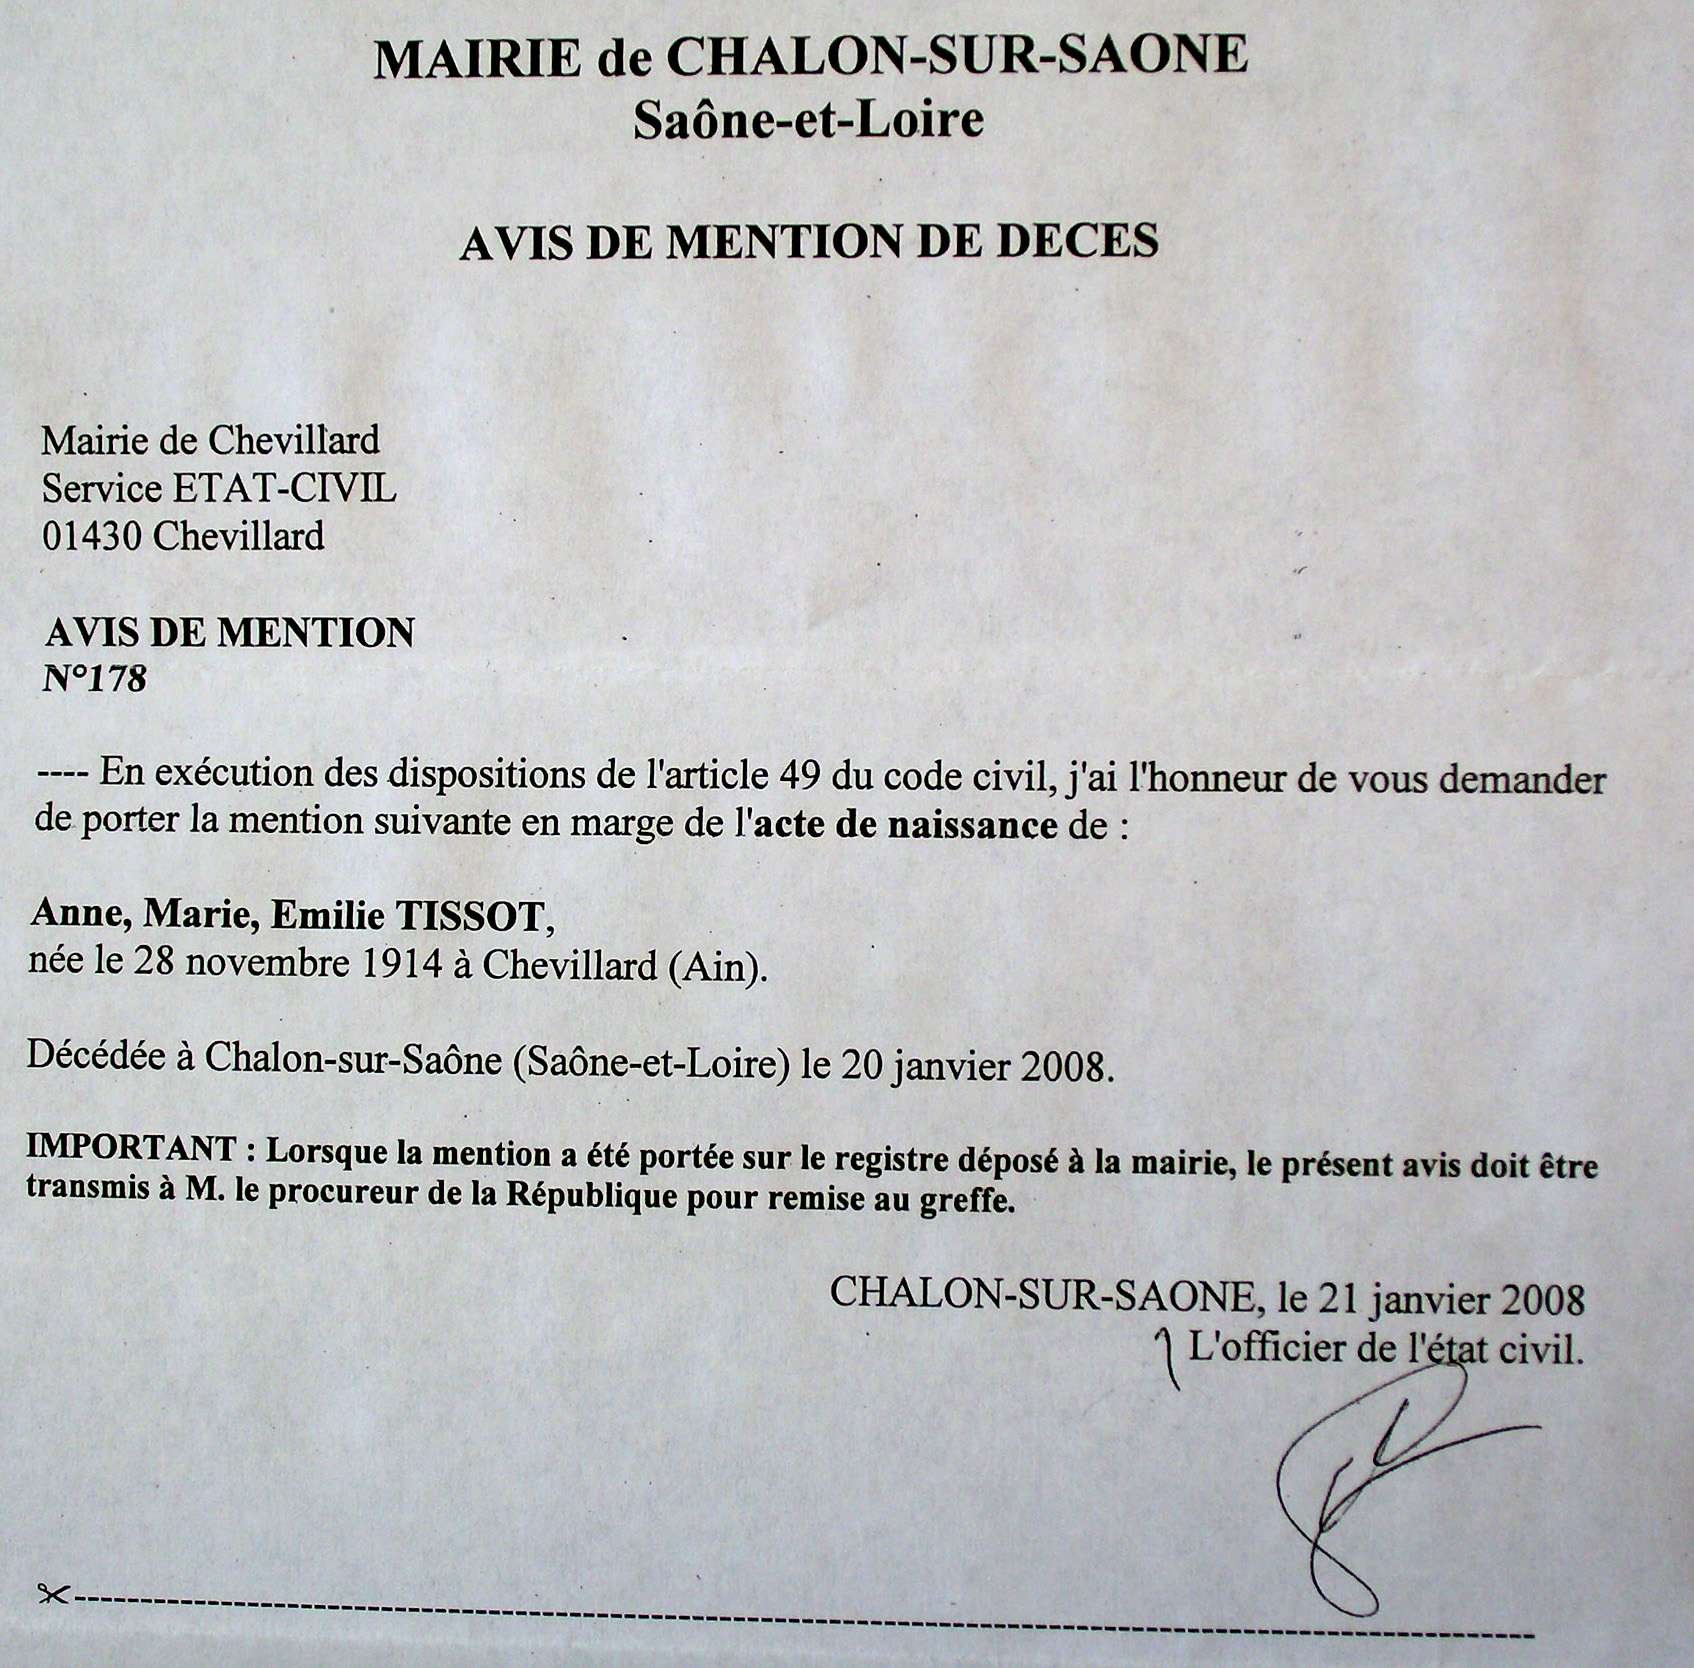 MAIRIE de CHALON-SUR-SAONE
Saône-et-Loire
AVIS DE MENTION DE DECES
Mairie de Chevillard
Service ETAT-CIVIL
01430 Chevillard
AVIS DE MENTION
N°178
---- En exécution des dispositions de l'article 49 du code civil, j'ai l'honneur de vous demander
de porter la mention suivante en marge de l'acte de naissance de :
Anne, Marie, Emilie TISSOT,
née le 28 novembre 1914 à Chevillard (Ain).
Décédée à Chalon-sur-Saône (Saône-et-Loire) le 20 janvier 2008.
IMPORTANT : Lorsque la mention a été portée sur le registre déposé à la mairie, le présent avis doit être
transmis à M. le procureur de la République pour remise au greffe.
CHALON-SUR-SAONE, le 21 janvier 2008
L'officier de l'état civil.